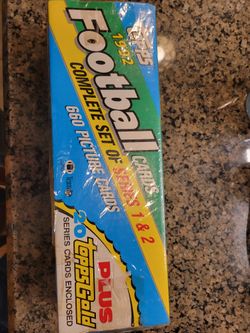 Topps
1992
Football
CARDS
COMPLETE SET OF SERIES 1 & 2
660 PICTURE CARDS
PLUS
20
Topps Gold
SERIES CARDS ENCLOSED